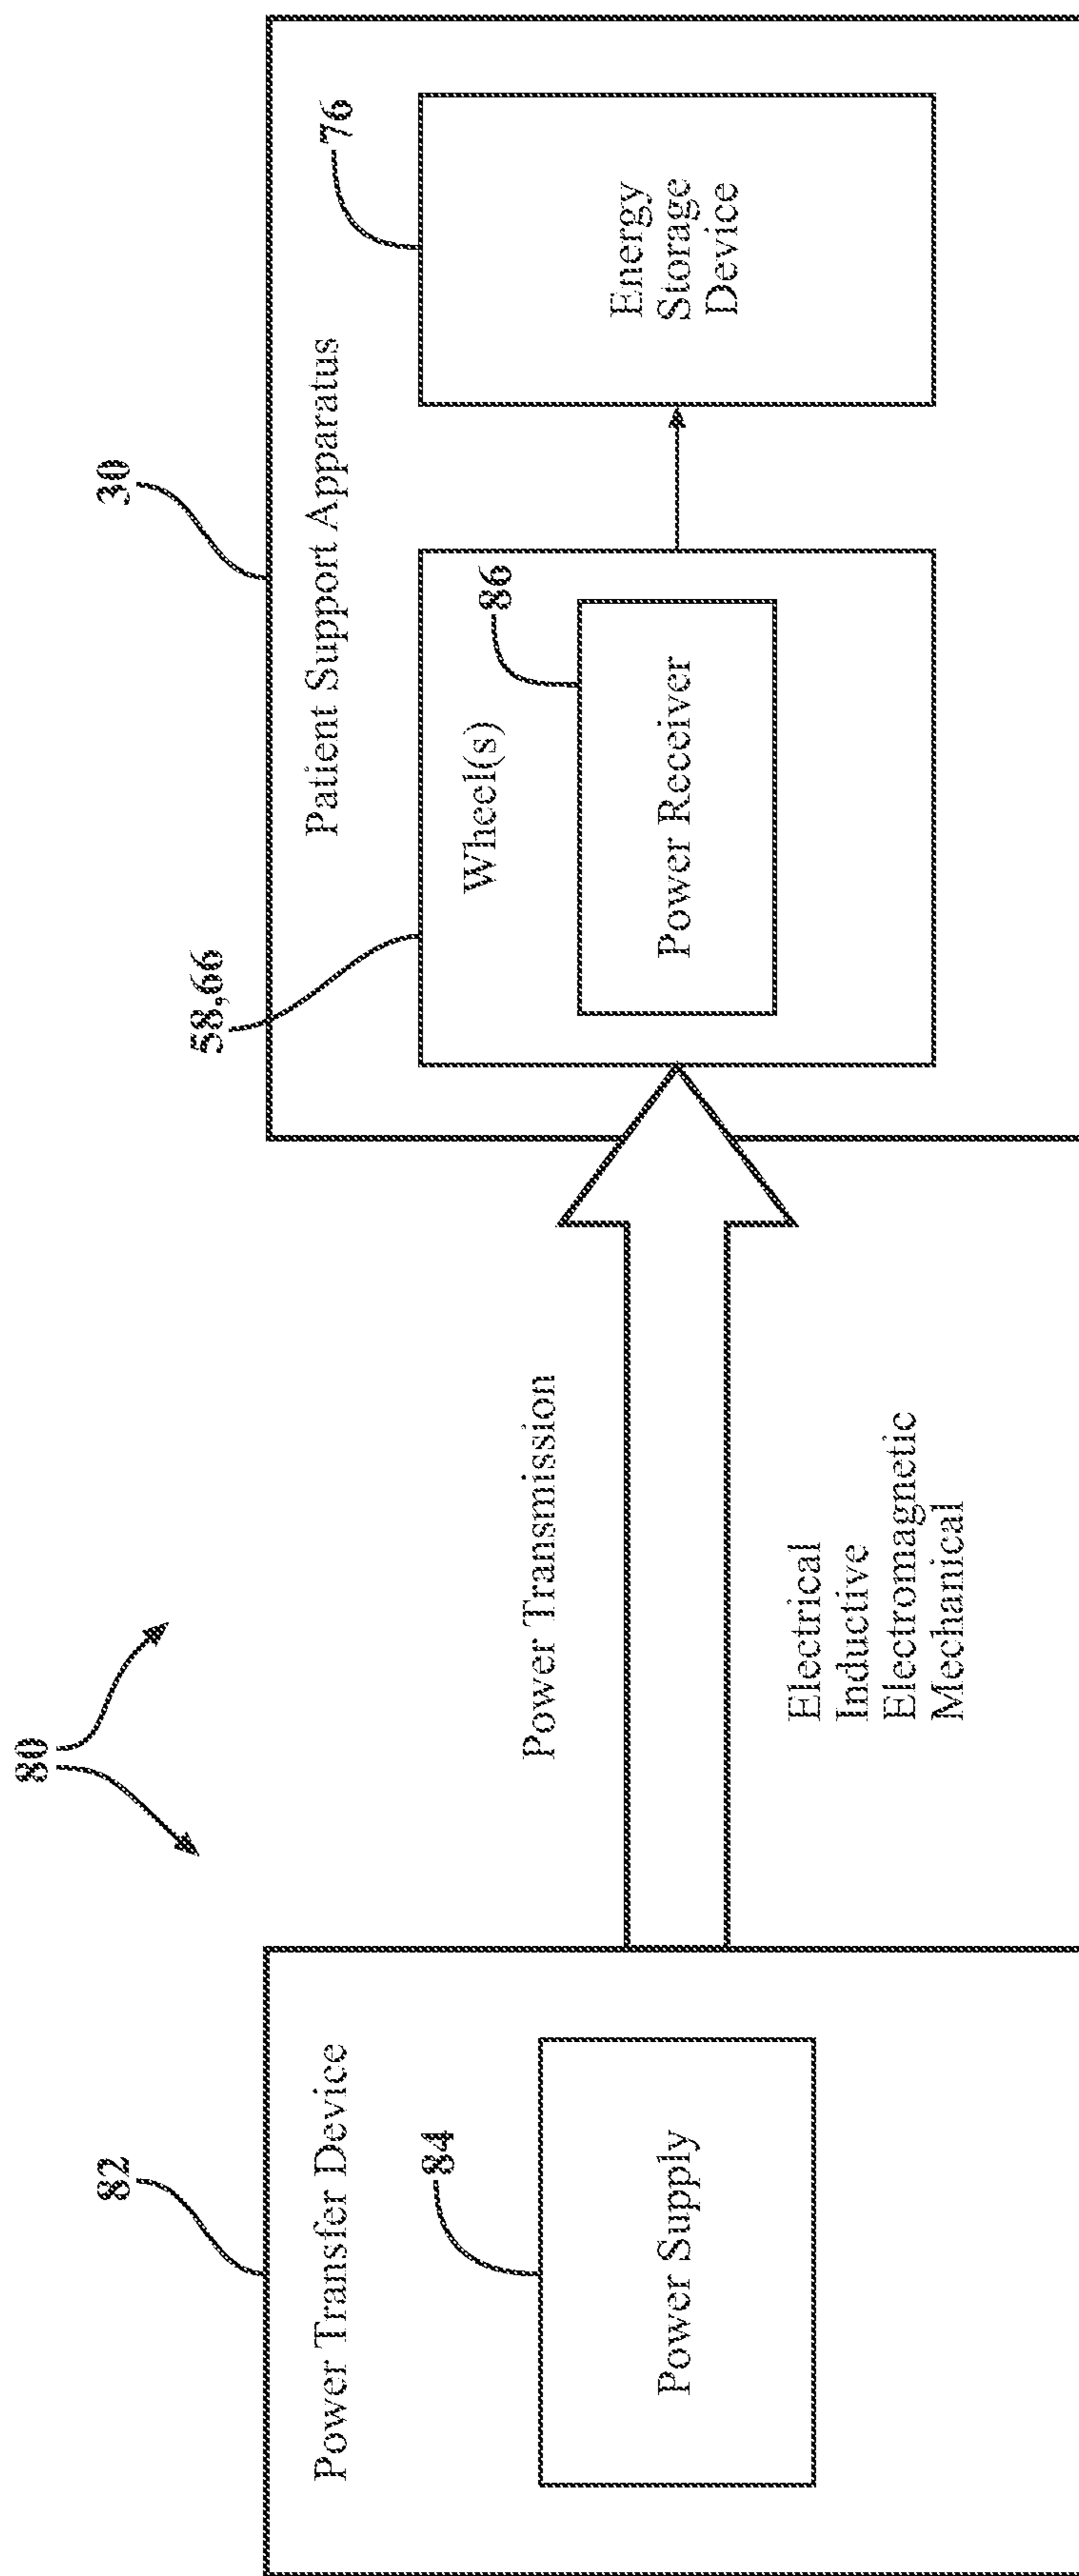 80
82
Power Transfer Device
84
Power Supply
Power Transmission
Electrical
Inductive
Electromagnetic
Mechanical
30
Patient Support Apparatus
58,66
Wheel(s)
86
Power Receiver
76
Energy
Storage
Device